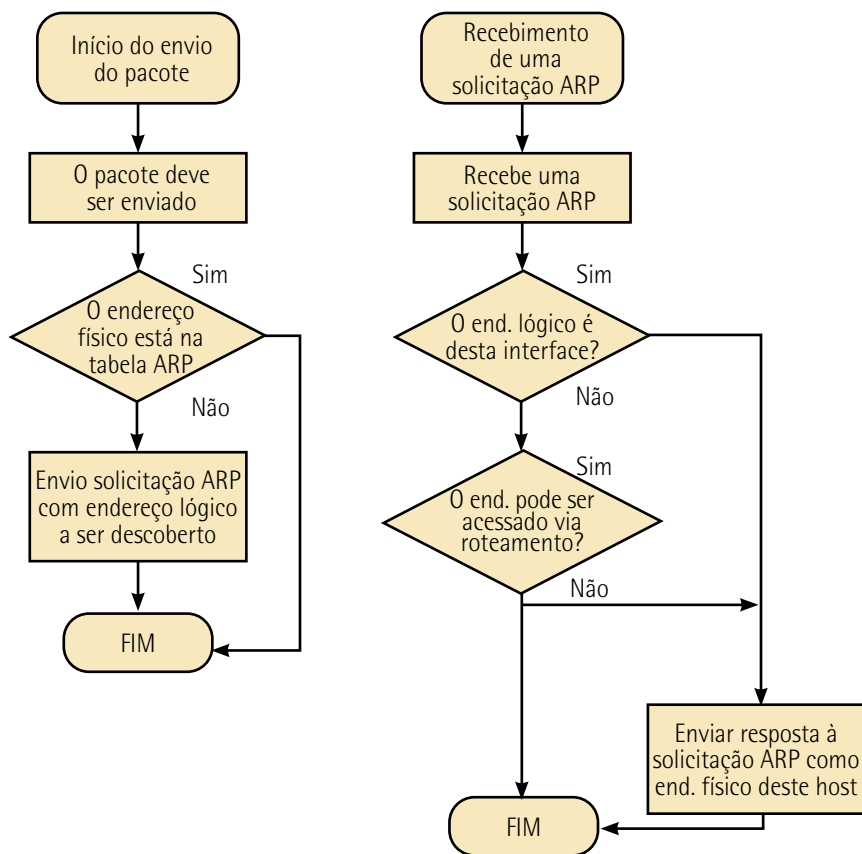 Início do envio
do pacote
O pacote deve
ser enviado
Sim
O endereço
físico está na
tabela ARP
Não
Envio solicitação ARP
com endereço lógico
a ser descoberto
FIM
Recebimento
de uma
solicitação ARP
Recebe uma
solicitação ARP
Sim
O end. lógico é
desta interface?
Não
Sim
O end. pode ser
acessado via
roteamento?
Não
Enviar resposta à
solicitação ARP como
end. físico deste host
FIM